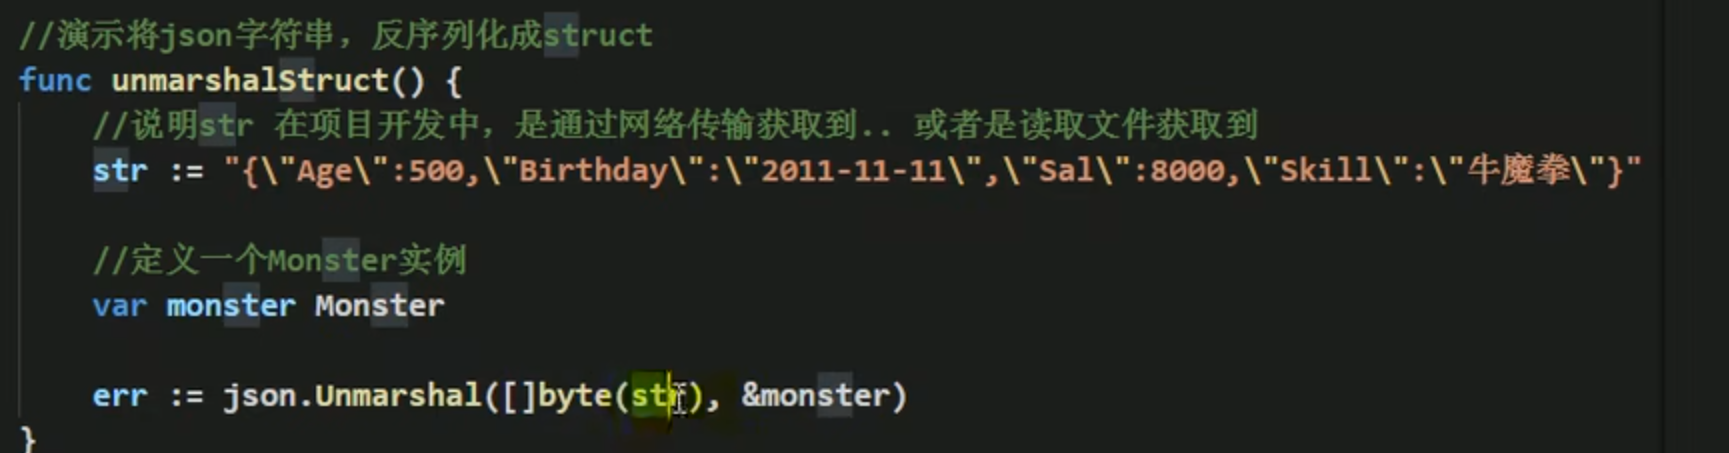 //演示将json字符串，反序列化成struct
func unmarshalStruct() {
//说明str 在项目开发中，是通过网络传输获取到.. 或者是读取文件获取到
str := "{\"Age\":500,\"Birthday\":\"2011-11-11\",\"Sal\":8000,\"Skill\":\"牛魔拳\"}"
//定义一个Monster实例
var monster Monster
err := json.Unmarshal([]byte(str), &monster)
}